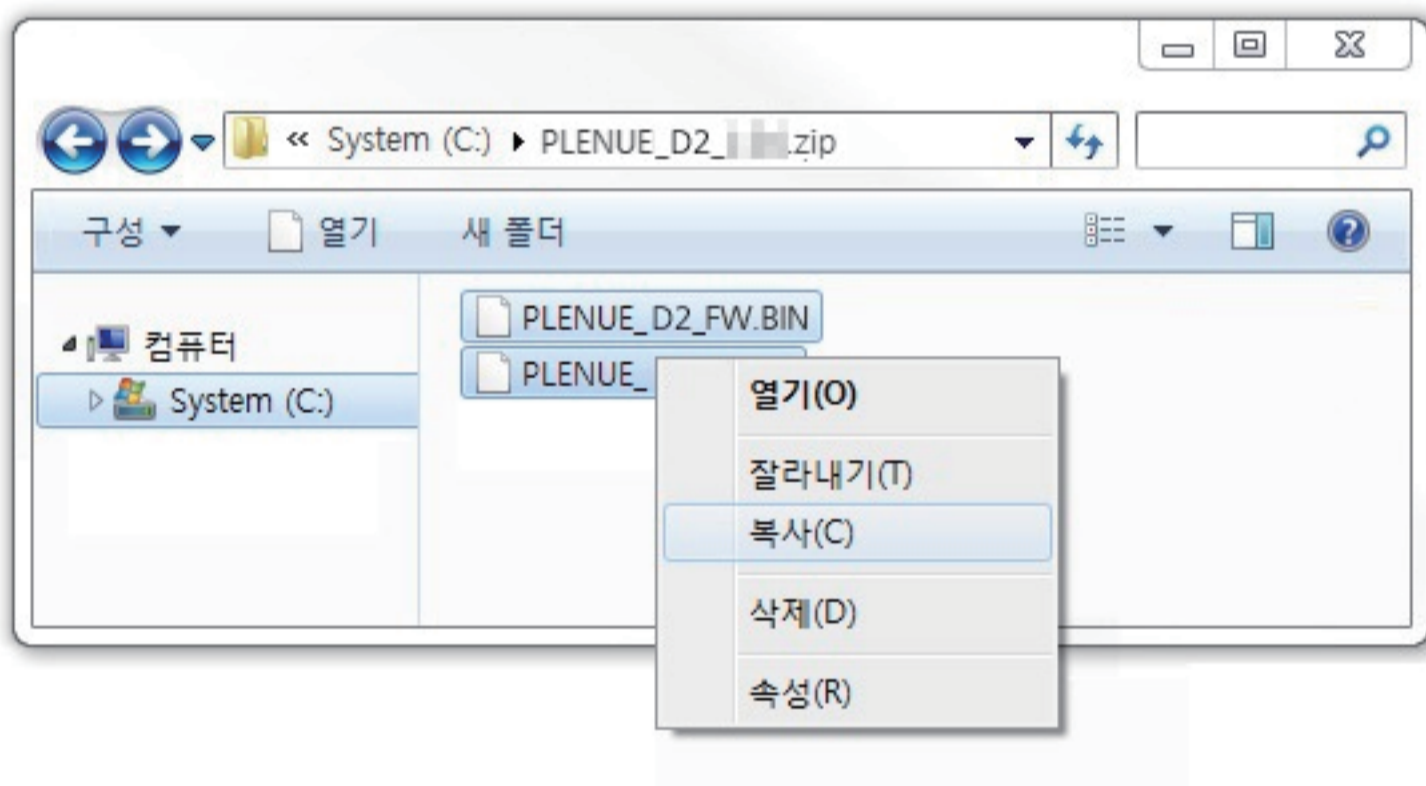 « System (C:) ▸ PLENUE_D2_ .zip
구성 열기 새 폴더
컴퓨터
System (C:)
PLENUE_D2_FW.BIN
PLENUE_
열기(O)
잘라내기(T)
복사(C)
삭제(D)
속성(R)